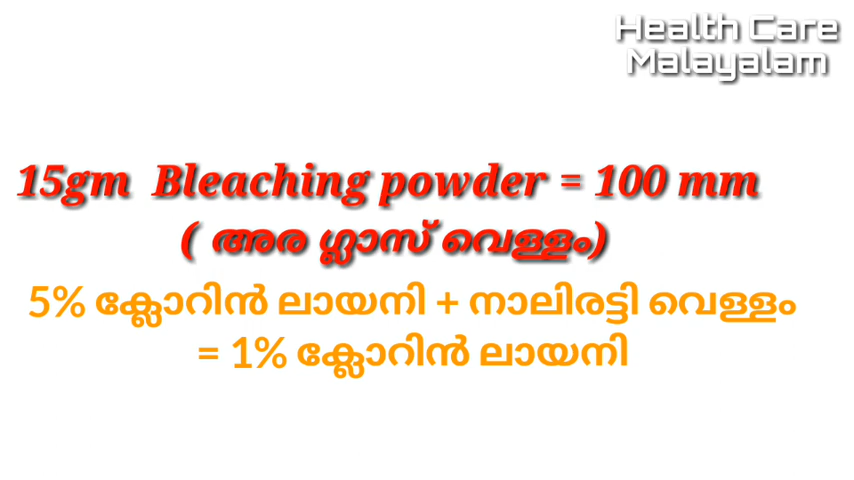 Health Care
Malayalam
15gm Bleaching powder = 100 mm
( അര ഗ്ലാസ് വെള്ളം)
5% ക്ലോറിൻ ലായനി + നാലിരട്ടി വെള്ളം
= 1% ക്ലോറിൻ ലായനി